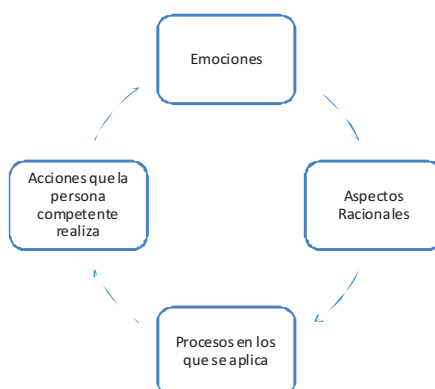 Emociones
Aspectos
Racionales
Procesos en los
que se aplica
Acciones que la
persona
competente
realiza